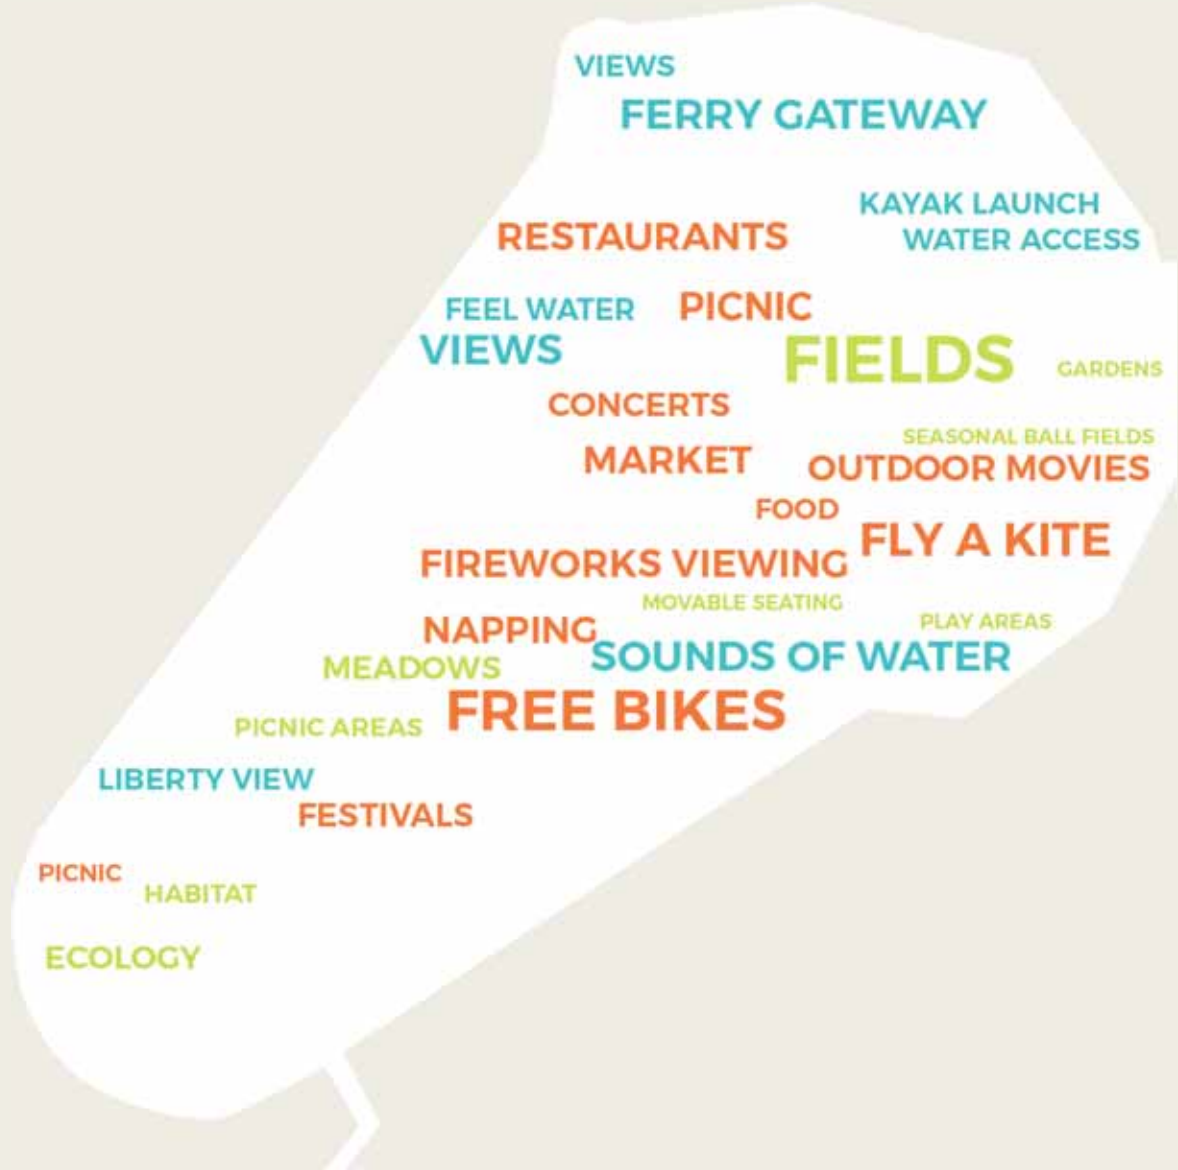 VIEWS
FERRY GATEWAY
KAYAK LAUNCH
RESTAURANTS
WATER ACCESS
FEEL WATER
PICNIC
VIEWS
FIELDS
GARDENS
CONCERTS
SEASONAL BALL FIELDS
MARKET
OUTDOOR MOVIES
FOOD
FLY A KITE
FIREWORKS VIEWING
MOVABLE SEATING
PLAY AREAS
NAPPING
SOUNDS OF WATER
MEADOWS
FREE BIKES
PICNIC AREAS
LIBERTY VIEW
FESTIVALS
PICNIC
HABITAT
ECOLOGY